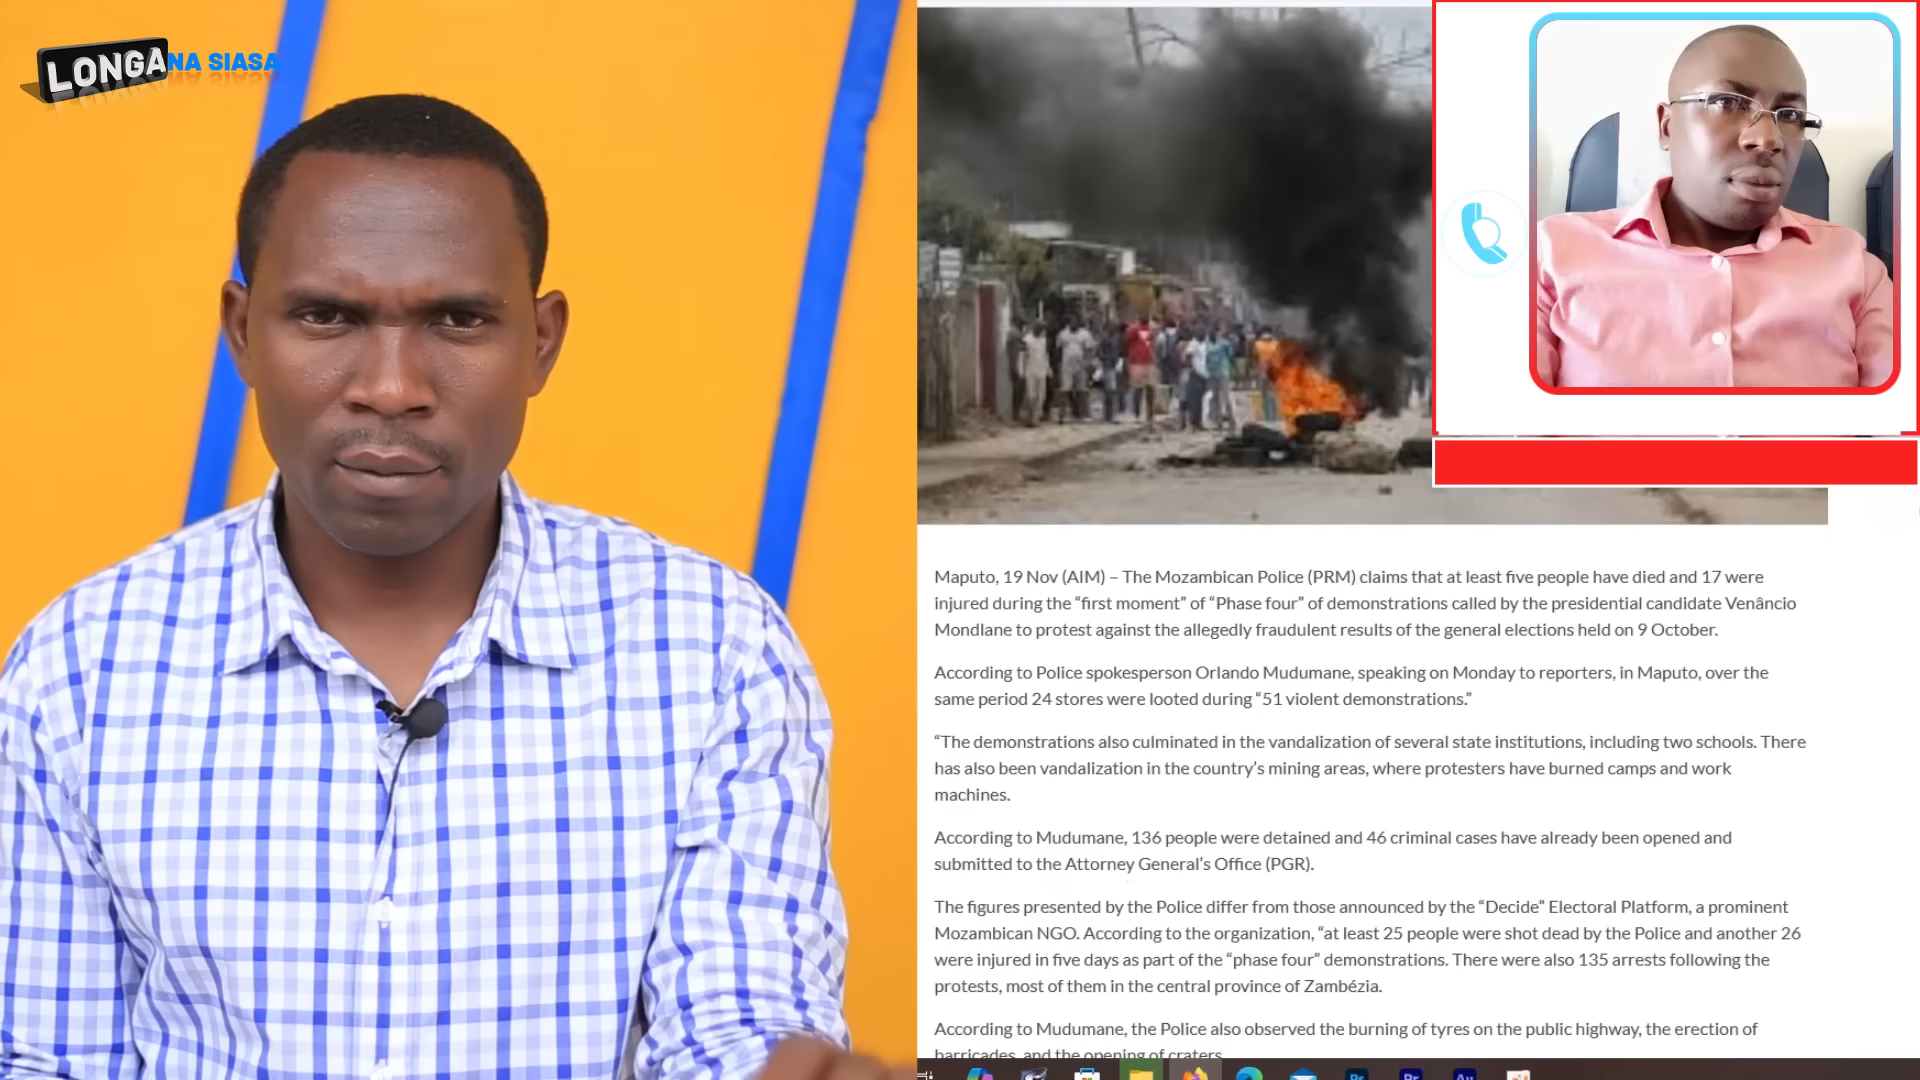 LONGA NA SIASA
Maputo, 19 Nov (AIM) – The Mozambican Police (PRM) claims that at least five people have died and 17 were
injured during the “first moment” of “Phase four” of demonstrations called by the presidential candidate Venâncio
Mondlane to protest against the allegedly fraudulent results of the general elections held on 9 October.
According to Police spokesperson Orlando Mudumane, speaking on Monday to reporters, in Maputo, over the
same period 24 stores were looted during “51 violent demonstrations.”
“The demonstrations also culminated in the vandalization of several state institutions, including two schools. There
has also been vandalization in the country’s mining areas, where protesters have burned camps and work
machines.
According to Mudumane, 136 people were detained and 46 criminal cases have already been opened and
submitted to the Attorney General’s Office (PGR).
The figures presented by the Police differ from those announced by the “Decide” Electoral Platform, a prominent
Mozambican NGO. According to the organization, “at least 25 people were shot dead by the Police and another 26
were injured in five days as part of the “phase four” demonstrations. There were also 135 arrests following the
protests, most of them in the central province of Zambézia.
According to Mudumane, the Police also observed the burning of tyres on the public highway, the erection of
barricades, and the opening of craters
Ps Pr Au